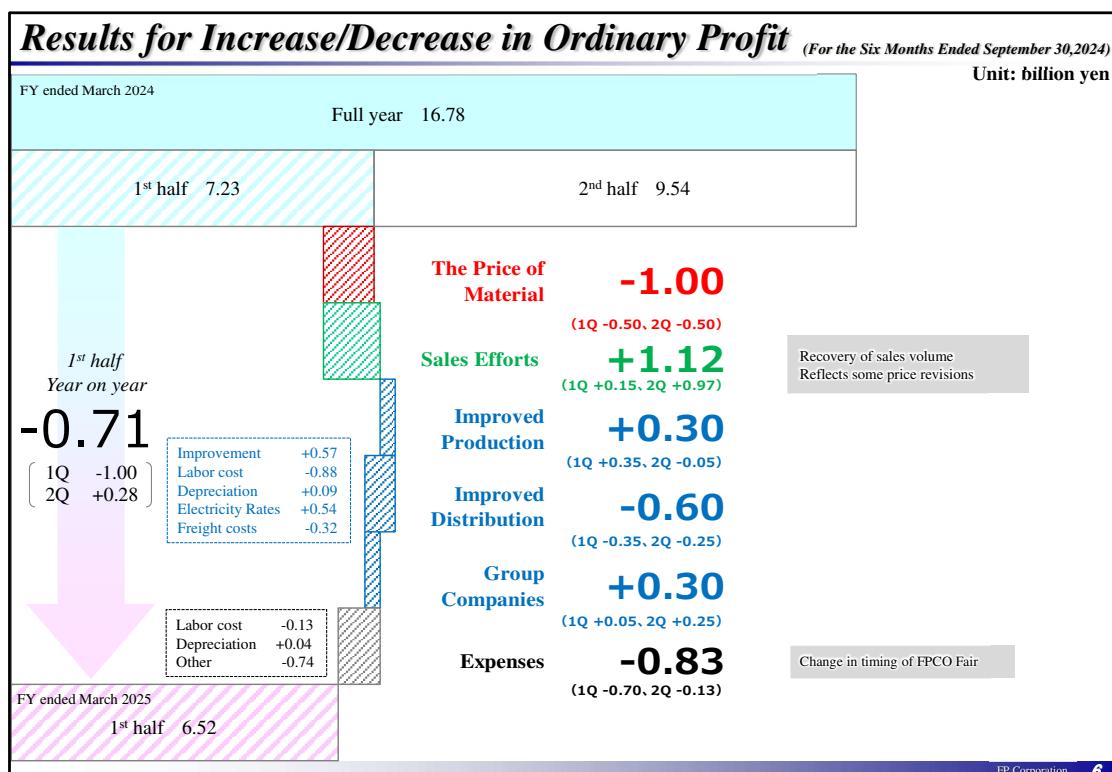 Results for Increase/Decrease in Ordinary Profit (For the Six Months Ended September 30,2024)
Unit: billion yen
FY ended March 2024
Full year 16.78
1st half 7.23
2nd half 9.54
The Price of
Material
-1.00
(1Q -0.50、2Q -0.50)
Sales Efforts
+1.12
(1Q +0.15、2Q +0.97)
Recovery of sales volume
Reflects some price revisions
1st half
Year on year
-0.71
1Q -1.00
2Q +0.28
Improvement +0.57
Labor cost -0.88
Depreciation +0.09
Electricity Rates +0.54
Freight costs -0.32
Improved
Production
+0.30
(1Q +0.35、2Q -0.05)
Improved
Distribution
-0.60
(1Q -0.35、2Q -0.25)
Group
Companies
+0.30
(1Q +0.05、2Q +0.25)
Labor cost -0.13
Depreciation +0.04
Other -0.74
Expenses
-0.83
(1Q -0.70、2Q -0.13)
Change in timing of FPCO Fair
FY ended March 2025
1st half 6.52
FP Corporation 6